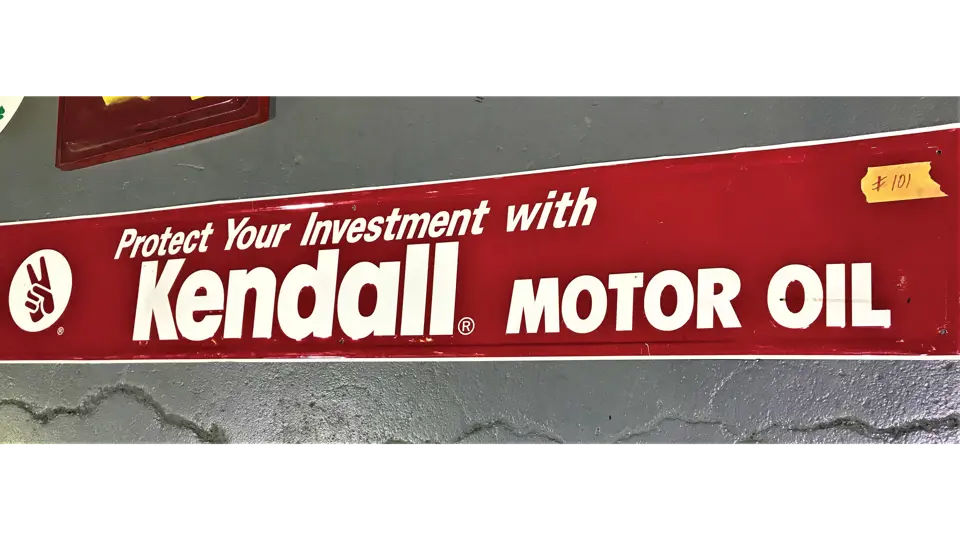 Protect Your Investment with
Kendall® MOTOR OIL
®
# 101